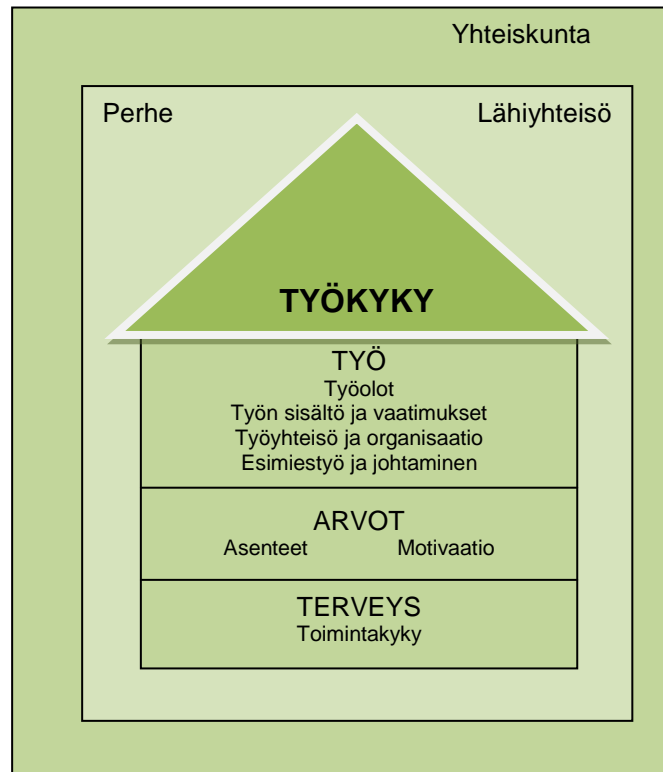 Yhteiskunta
Perhe Lähiyhteisö
TYÖKYKY
TYÖ
Työolot
Työn sisältö ja vaatimukset
Työyhteisö ja organisaatio
Esimiestyö ja johtaminen
ARVOT
Asenteet Motivaatio
TERVEYS
Toimintakyky